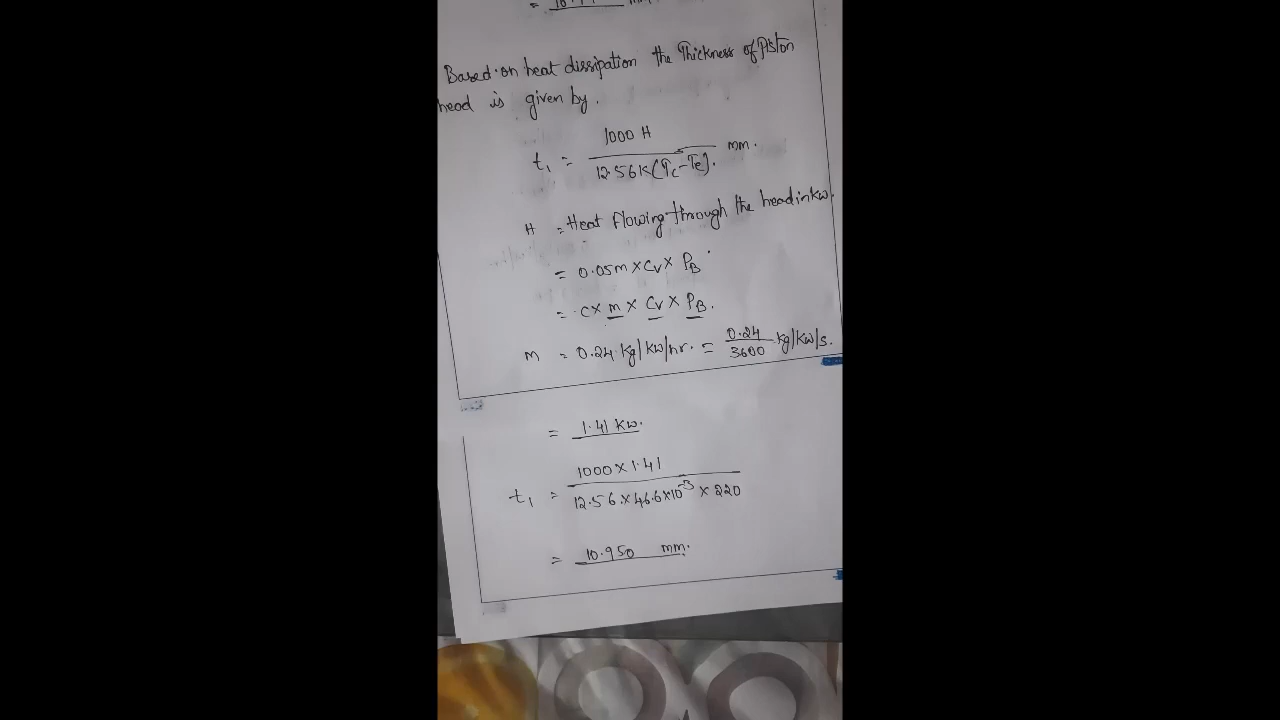 Based on heat dissipation the Thickness of Piston
head is given by.
t₁ = 1000 H / 12.56K(Tc-Te). mm.
H = Heat flowing through the head in kw.
= 0.05m × Cv × PB
= C × m × Cv × PB.
m = 0.24 kg/kw/hr. = 0.24/3600 kg/kw/s.
= 1.41 kw.
t₁ = 1000 × 1.41 / 12.56 × 46.6 × 10⁻³ × 220
= 10.950 mm.